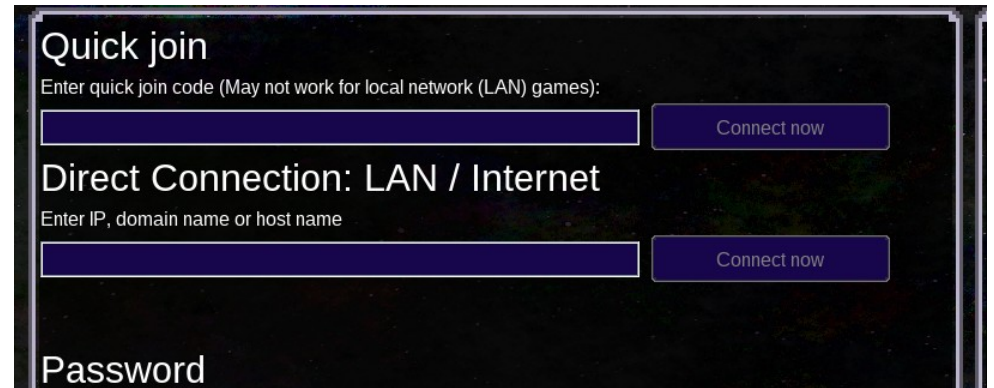 Quick join
Enter quick join code (May not work for local network (LAN) games):
Connect now
Direct Connection: LAN / Internet
Enter IP, domain name or host name
Connect now
Password